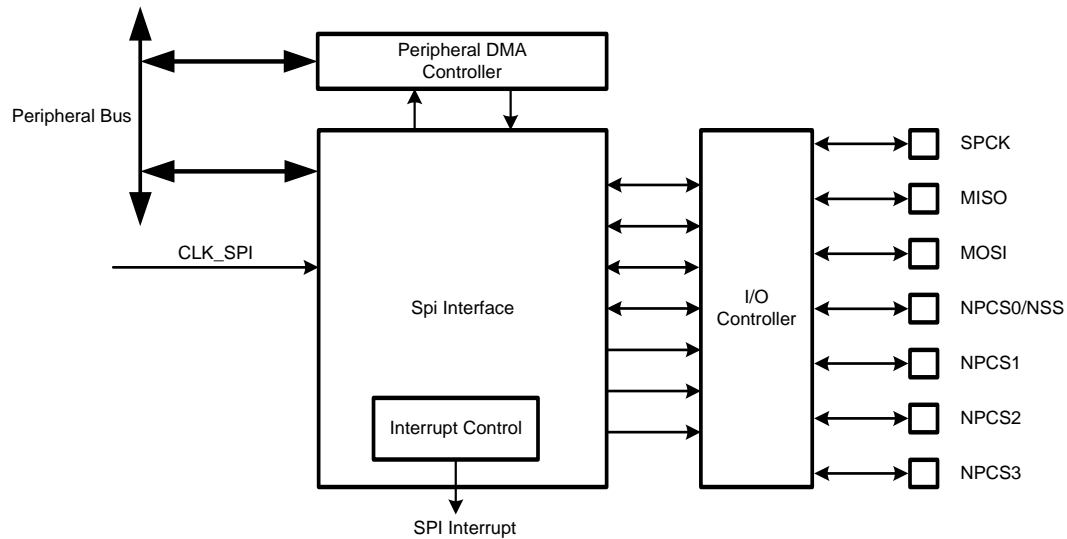 Peripheral DMA
Controller
Peripheral Bus
SPCK
MISO
CLK_SPI
MOSI
Spi Interface
I/O
Controller
NPCS0/NSS
NPCS1
Interrupt Control
NPCS2
NPCS3
SPI Interrupt